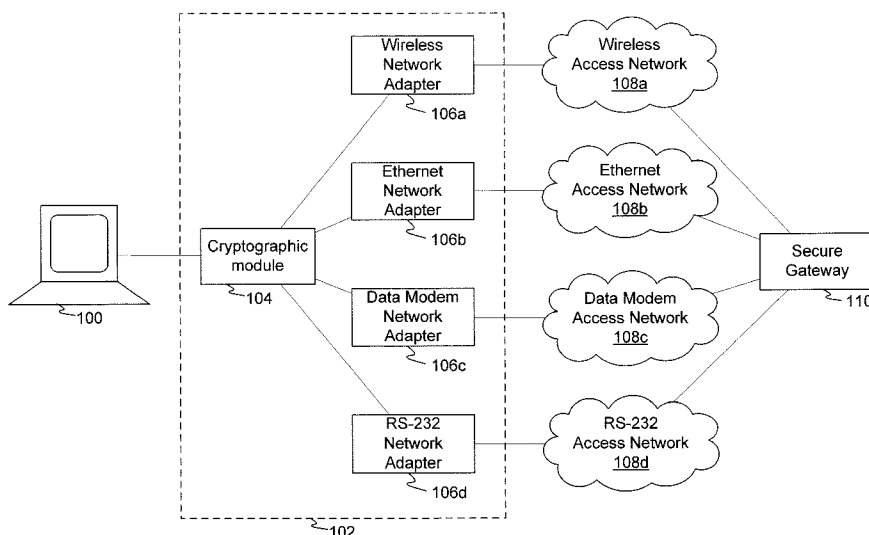 Wireless
Network
Adapter
106a
Wireless
Access Network
108a
Ethernet
Network
Adapter
106b
Ethernet
Access Network
108b
Cryptographic
module
104
100
Secure
Gateway
110
Data Modem
Network
Adapter
106c
Data Modem
Access Network
108c
RS-232
Network
Adapter
106d
RS-232
Access Network
108d
102